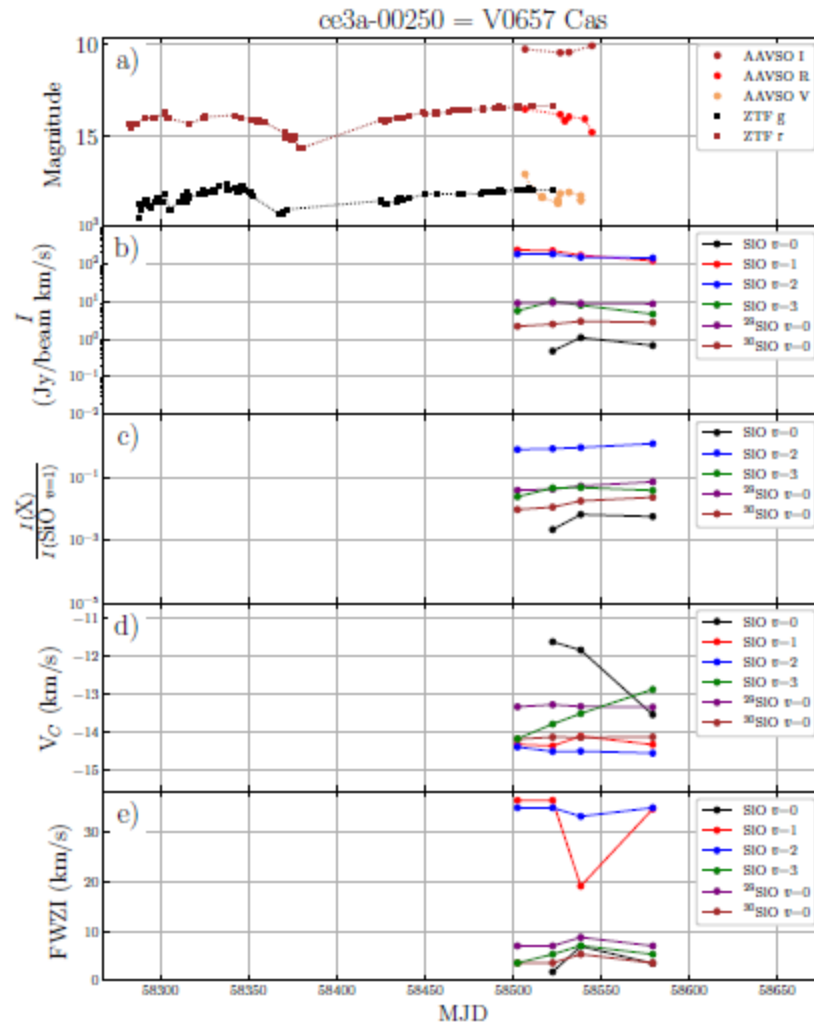 ce3a-00250 = V0657 Cas
a)
Magnitude
10
15
AAVSO I
AAVSO R
AAVSO V
ZTF g
ZTF r
b)
I
(Jy/beam km/s)
10³
10²
10¹
10⁰
10⁻¹
10⁻²
SiO v=0
SiO v=1
SiO v=2
SiO v=3
²⁹SiO v=0
³⁰SiO v=0
c)
I(X)
I(SiO v=1)
10⁻¹
10⁻³
10⁻⁵
SiO v=0
SiO v=2
SiO v=3
²⁹SiO v=0
³⁰SiO v=0
d)
V_C (km/s)
−11
−12
−13
−14
−15
SiO v=0
SiO v=1
SiO v=2
SiO v=3
²⁹SiO v=0
³⁰SiO v=0
e)
FWZI (km/s)
30
20
10
0
SiO v=0
SiO v=1
SiO v=2
SiO v=3
²⁹SiO v=0
³⁰SiO v=0
58300 58350 58400 58450 58500 58550 58600 58650
MJD